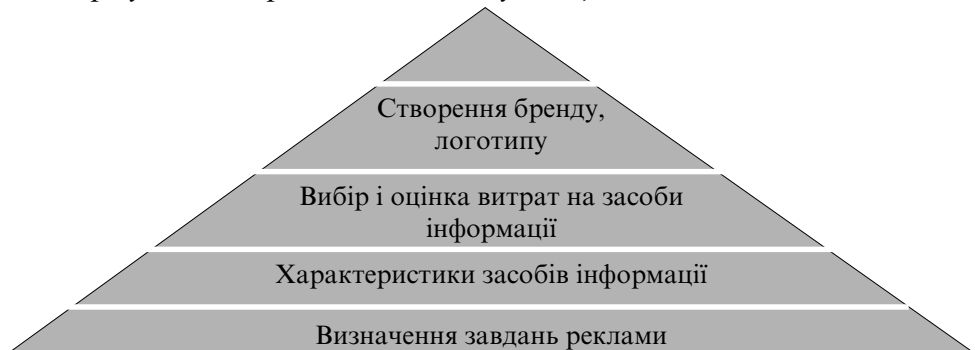 Створення бренду,
логотипу
Вибір і оцінка витрат на засоби
інформації
Характеристики засобів інформації
Визначення завдань реклами